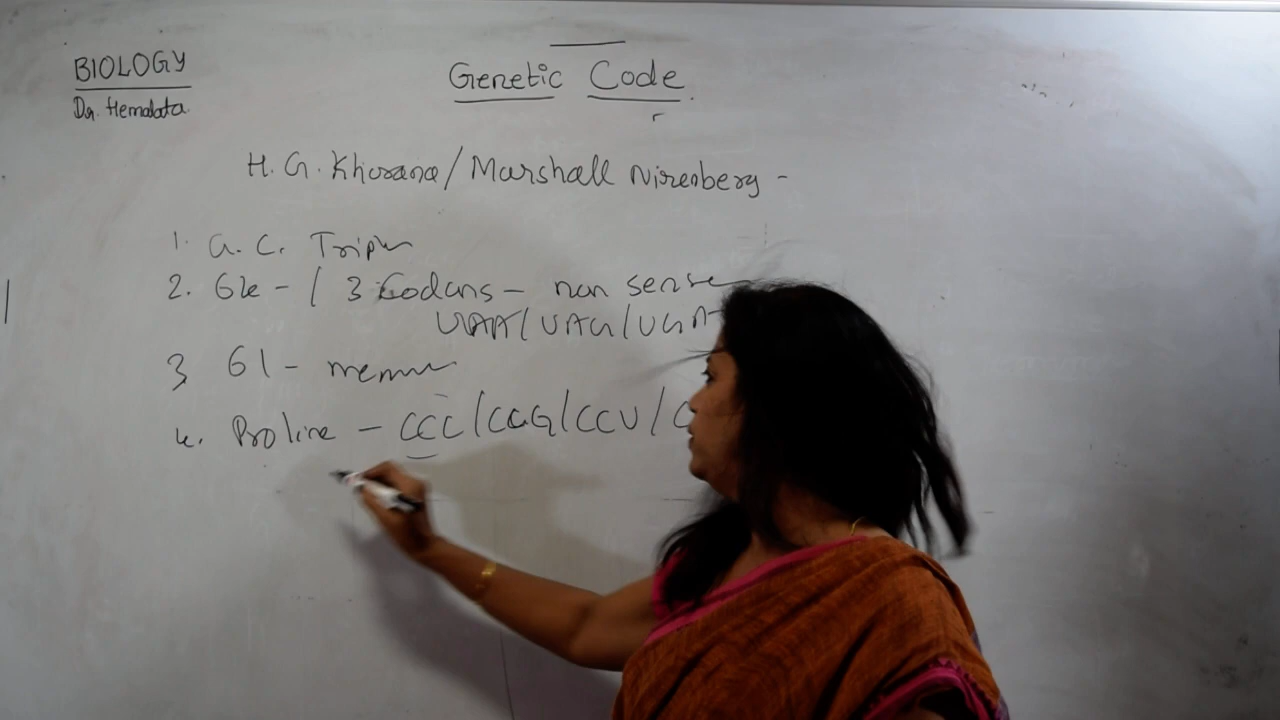 BIOLOGY
Dr. Hemalata
Genetic Code.
H. G. Khorana/Marshall Nirenberg -
1. G. C. Triplet
2. 64 - / 3 Codons - non sense
UAA/UAG/UGA
3 61 -
4. Proline - CCC/CCG/CCU/C